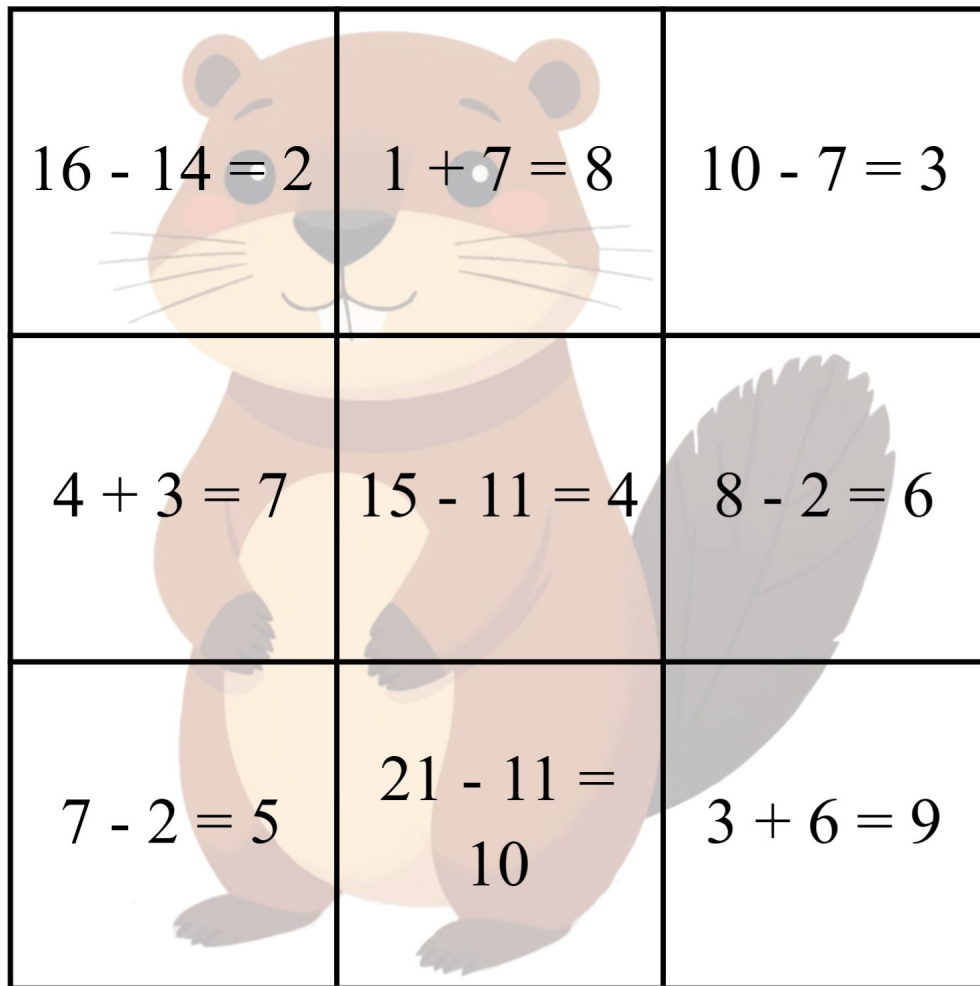 16 - 14 = 2
1 + 7 = 8
10 - 7 = 3
4 + 3 = 7
15 - 11 = 4
8 - 2 = 6
7 - 2 = 5
21 - 11 =
10
3 + 6 = 9